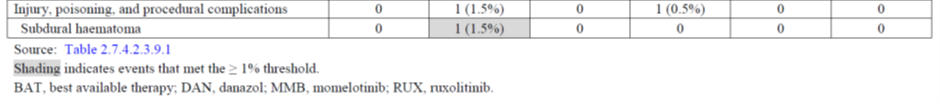 Injury, poisoning, and procedural complications 0 1 (1.5%) 0 1 (0.5%) 0 0
Subdural haematoma 0 1 (1.5%) 0 0 0 0
Source: Table 2.7.4.2.3.9.1
Shading indicates events that met the ≥ 1% threshold.
BAT, best available therapy; DAN, danazol; MMB, momelotinib; RUX, ruxolitinib.